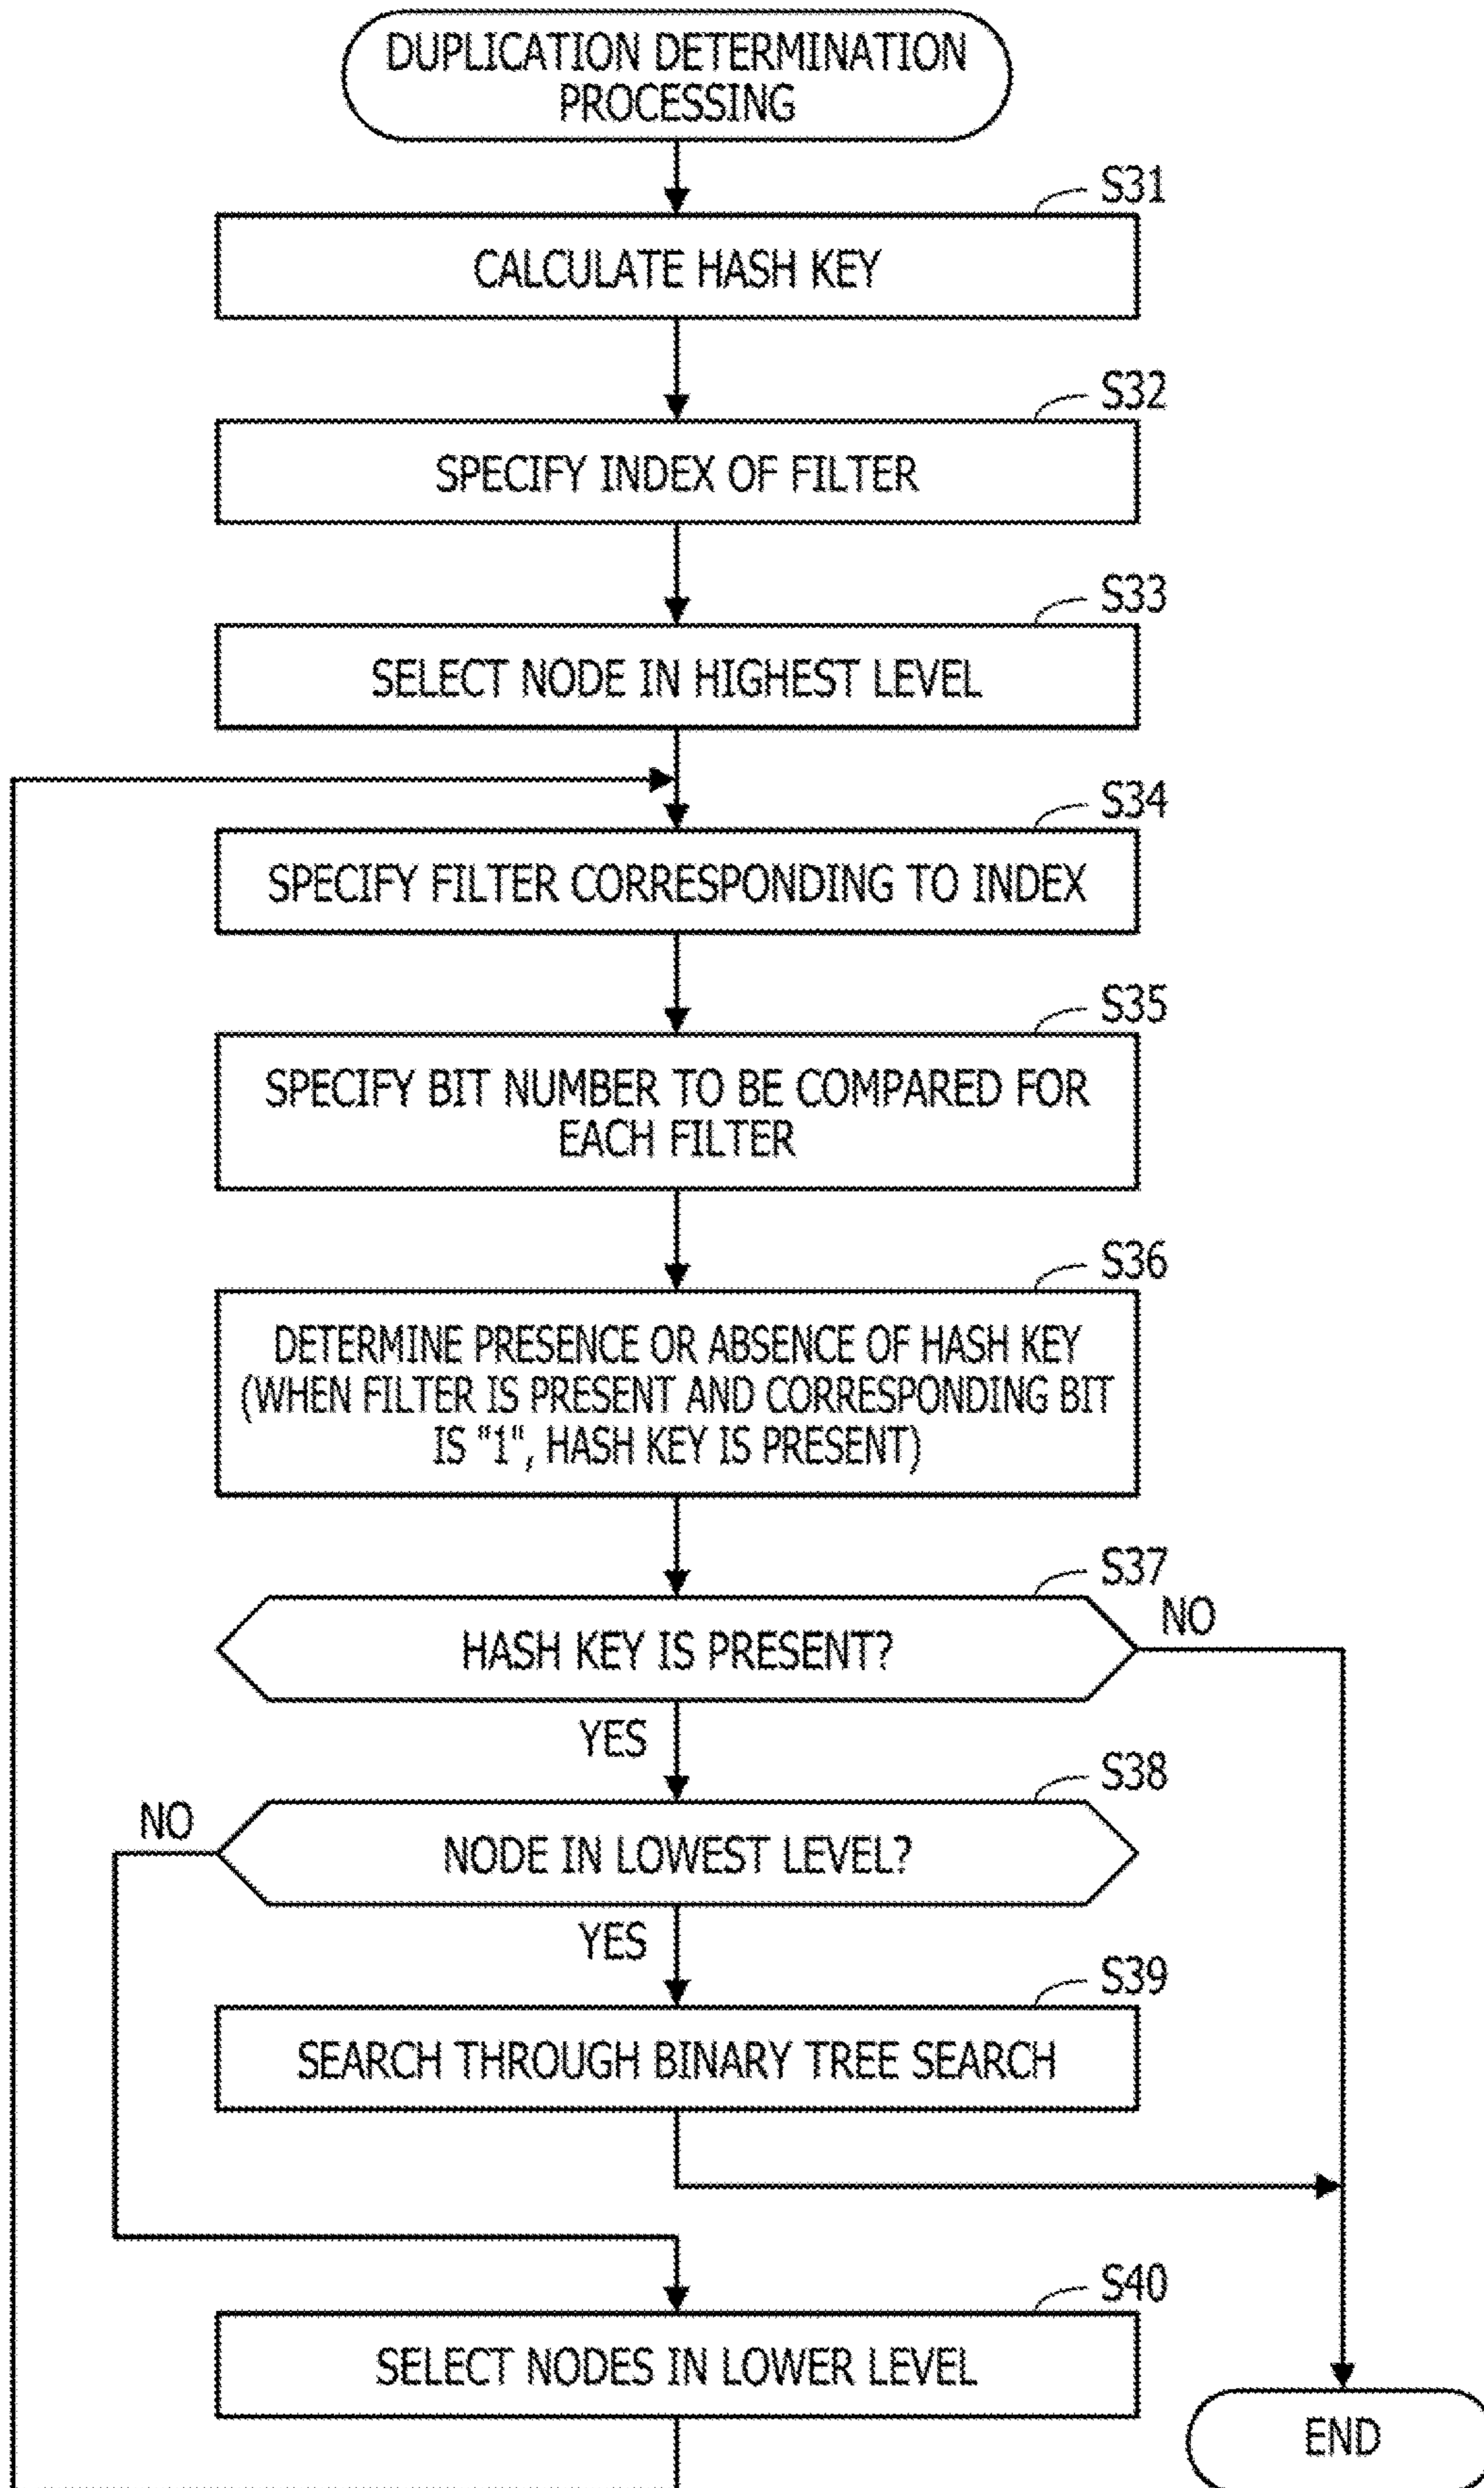 DUPLICATION DETERMINATION
PROCESSING
S31
CALCULATE HASH KEY
S32
SPECIFY INDEX OF FILTER
S33
SELECT NODE IN HIGHEST LEVEL
S34
SPECIFY FILTER CORRESPONDING TO INDEX
S35
SPECIFY BIT NUMBER TO BE COMPARED FOR
EACH FILTER
S36
DETERMINE PRESENCE OR ABSENCE OF HASH KEY
(WHEN FILTER IS PRESENT AND CORRESPONDING BIT
IS "1", HASH KEY IS PRESENT)
S37
NO
HASH KEY IS PRESENT?
YES
S38
NO
NODE IN LOWEST LEVEL?
YES
S39
SEARCH THROUGH BINARY TREE SEARCH
S40
SELECT NODES IN LOWER LEVEL
END